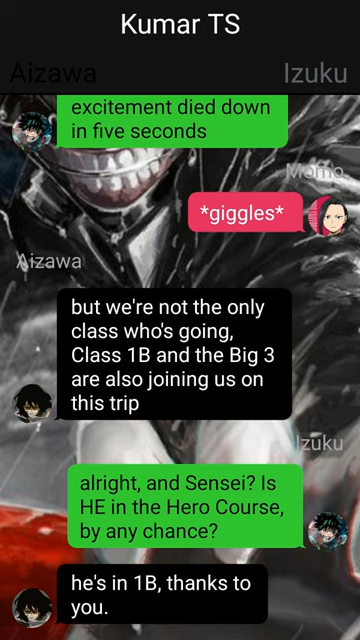 Kumar TS
Aizawa Izuku
excitement died down
in five seconds
Momo
*giggles*
Aizawa
but we're not the only
class who's going,
Class 1B and the Big 3
are also joining us on
this trip
Izuku
alright, and Sensei? Is
HE in the Hero Course,
by any chance?
he's in 1B, thanks to
you.